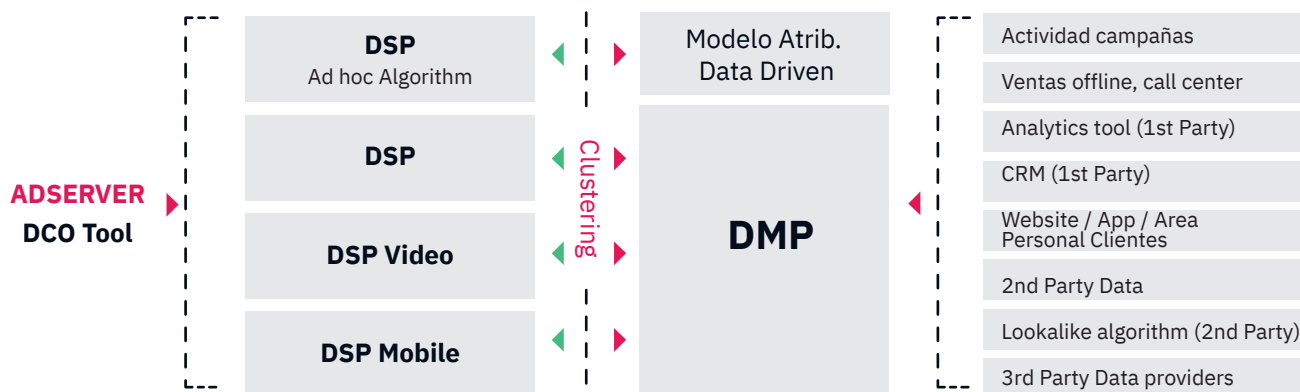 ADSERVER
DCO Tool
DSP
Ad hoc Algorithm
DSP
DSP Video
DSP Mobile
Clustering
Modelo Atrib.
Data Driven
DMP
Actividad campañas
Ventas offline, call center
Analytics tool (1st Party)
CRM (1st Party)
Website / App / Area
Personal Clientes
2nd Party Data
Lookalike algorithm (2nd Party)
3rd Party Data providers